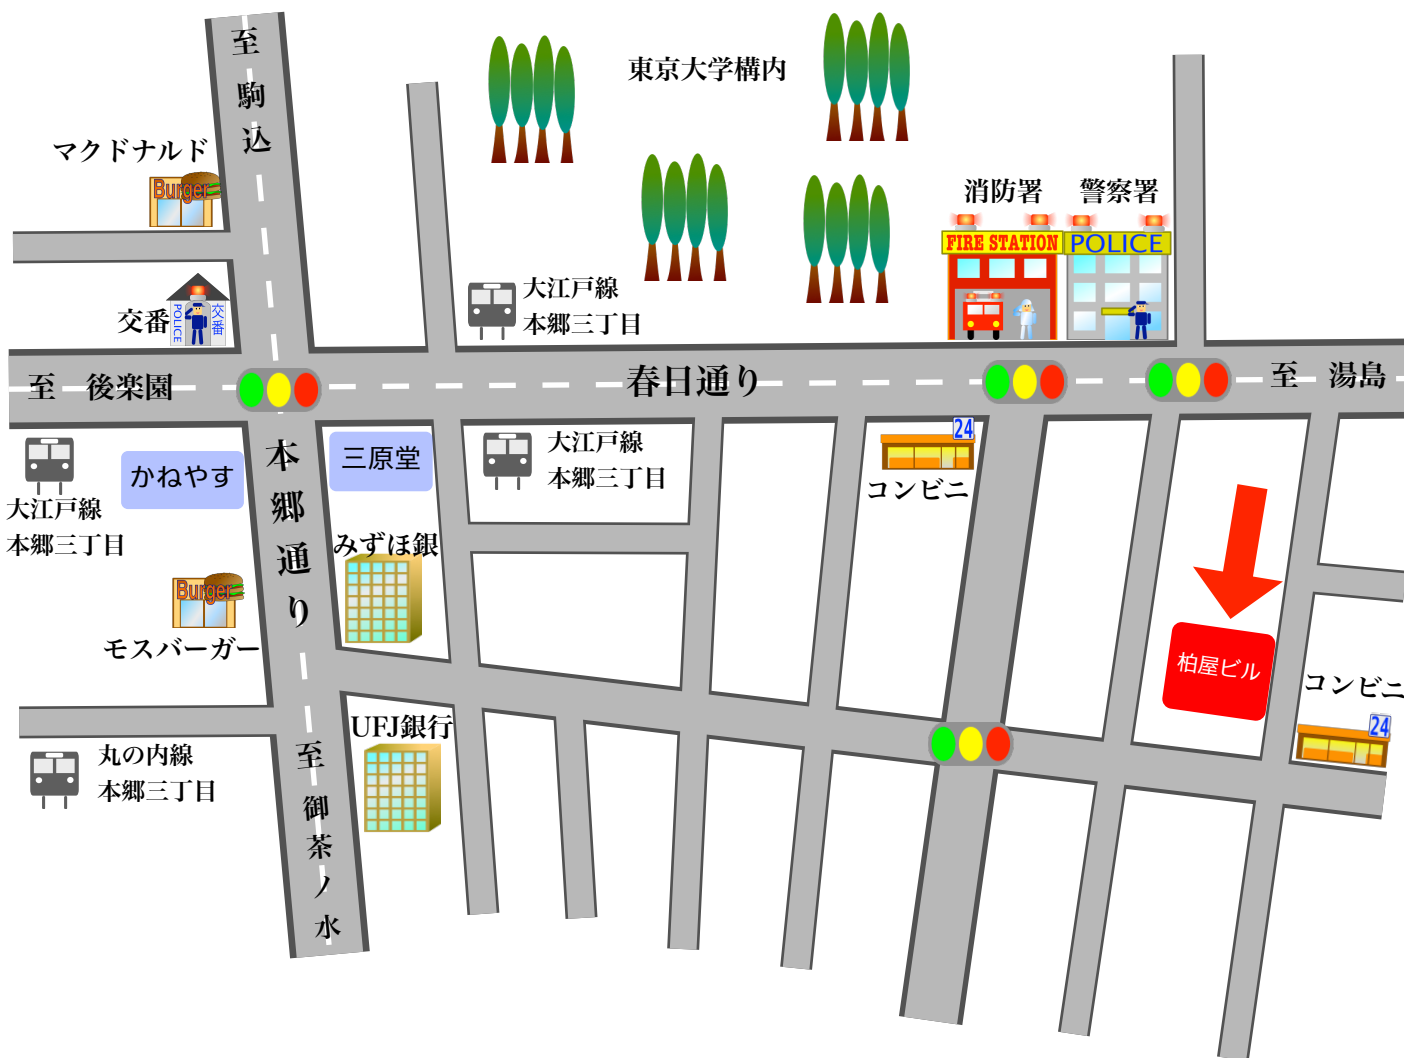 至
駒
込
東京大学構内
マクドナルド
Burger
消防署
警察署
FIRE STATION
POLICE
交番
POLICE
交番
大江戸線
本郷三丁目
至 後楽園
春日通り
至 湯島
大江戸線
本郷三丁目
かねやす
本郷通り
三原堂
大江戸線
本郷三丁目
24
コンビニ
みずほ銀
Burger
モスバーガー
柏屋ビル
コンビニ
24
UFJ銀行
丸の内線
本郷三丁目
至
御茶ノ水